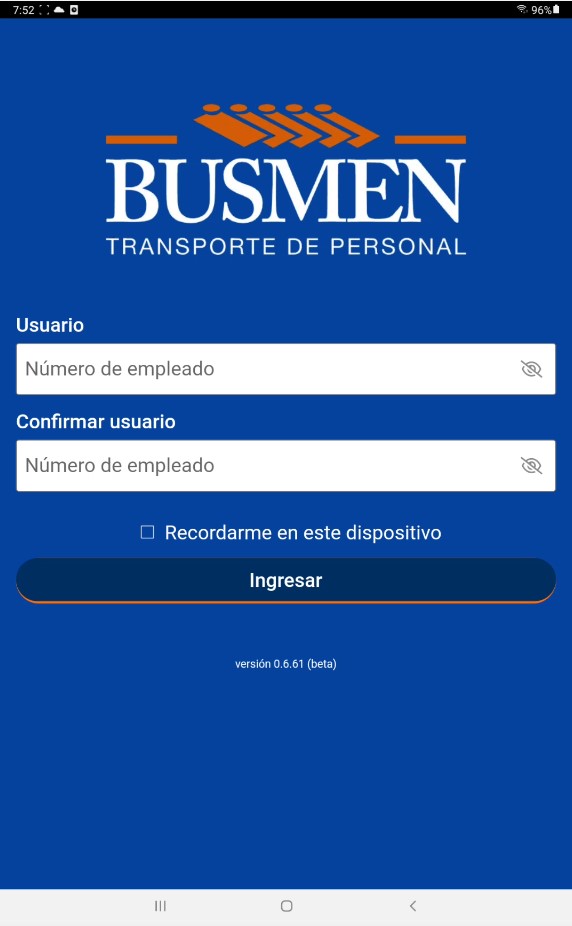 7:52 96%
BUSMEN
TRANSPORTE DE PERSONAL
Usuario
Número de empleado
Confirmar usuario
Número de empleado
Recordarme en este dispositivo
Ingresar
versión 0.6.61 (beta)